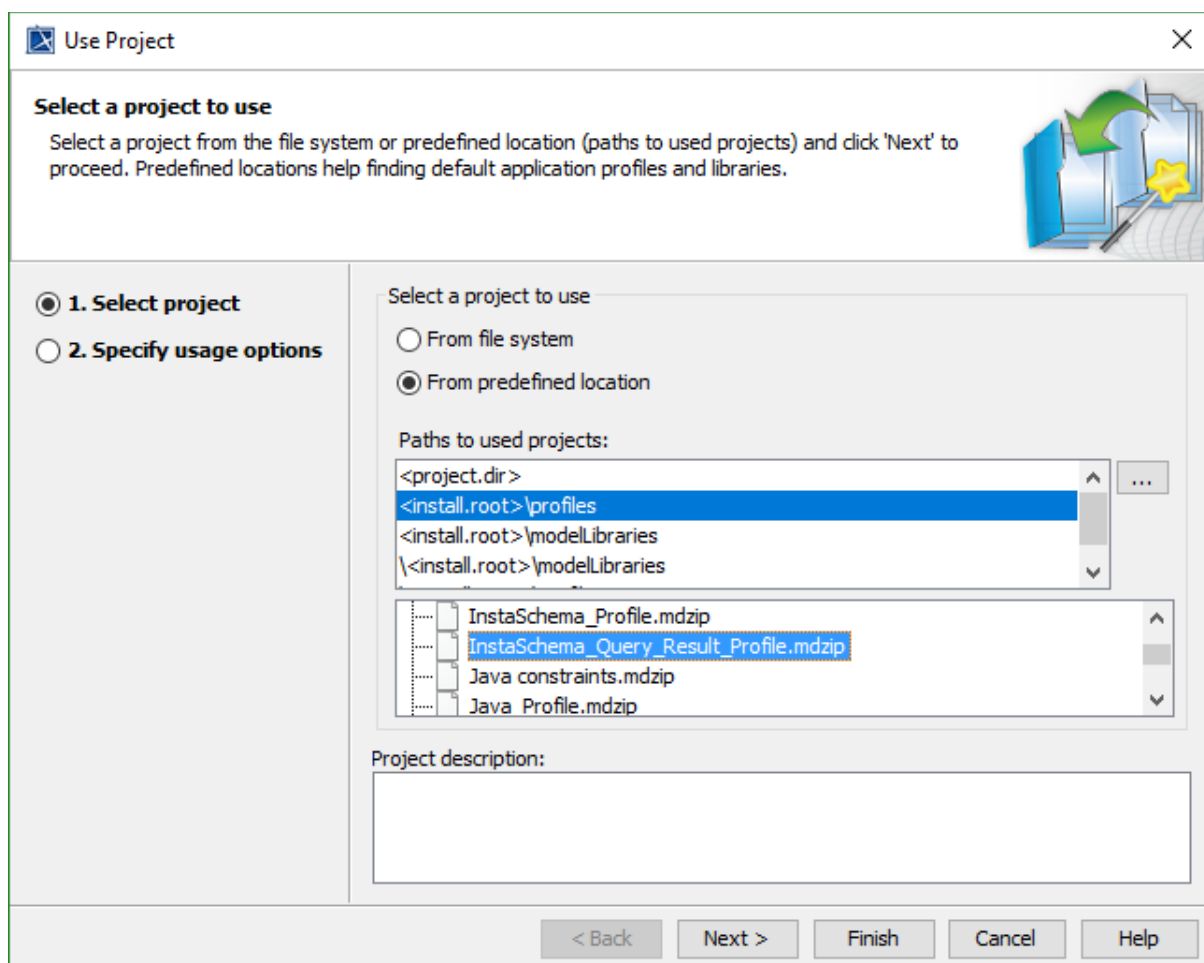 Use Project
Select a project to use
Select a project from the file system or predefined location (paths to used projects) and click 'Next' to
proceed. Predefined locations help finding default application profiles and libraries.
1. Select project
2. Specify usage options
Select a project to use
From file system
From predefined location
Paths to used projects:
<project.dir>
<install.root>\profiles
...
<install.root>\modelLibraries
\<install.root>\modelLibraries
InstaSchema_Profile.mdzip
InstaSchema_Query_Result_Profile.mdzip
Java constraints.mdzip
Java_Profile.mdzip
Project description:
< Back
Next >
Finish
Cancel
Help